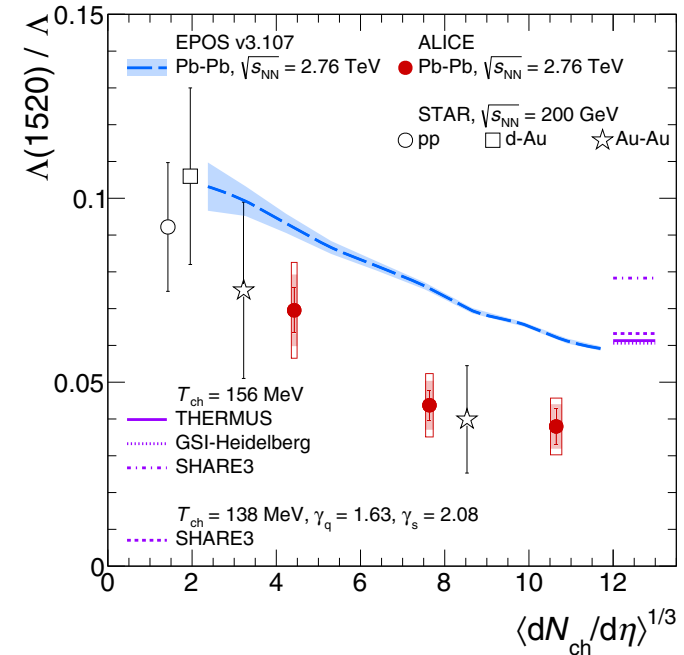 Λ(1520) / Λ
0.15
0.1
0.05
0
EPOS v3.107
Pb-Pb, √sNN = 2.76 TeV
ALICE
Pb-Pb, √sNN = 2.76 TeV
STAR, √sNN = 200 GeV
pp
d-Au
Au-Au
Tch = 156 MeV
THERMUS
GSI-Heidelberg
SHARE3
Tch = 138 MeV, γq = 1.63, γs = 2.08
SHARE3
0 2 4 6 8 10 12
⟨dNch/dη⟩1/3